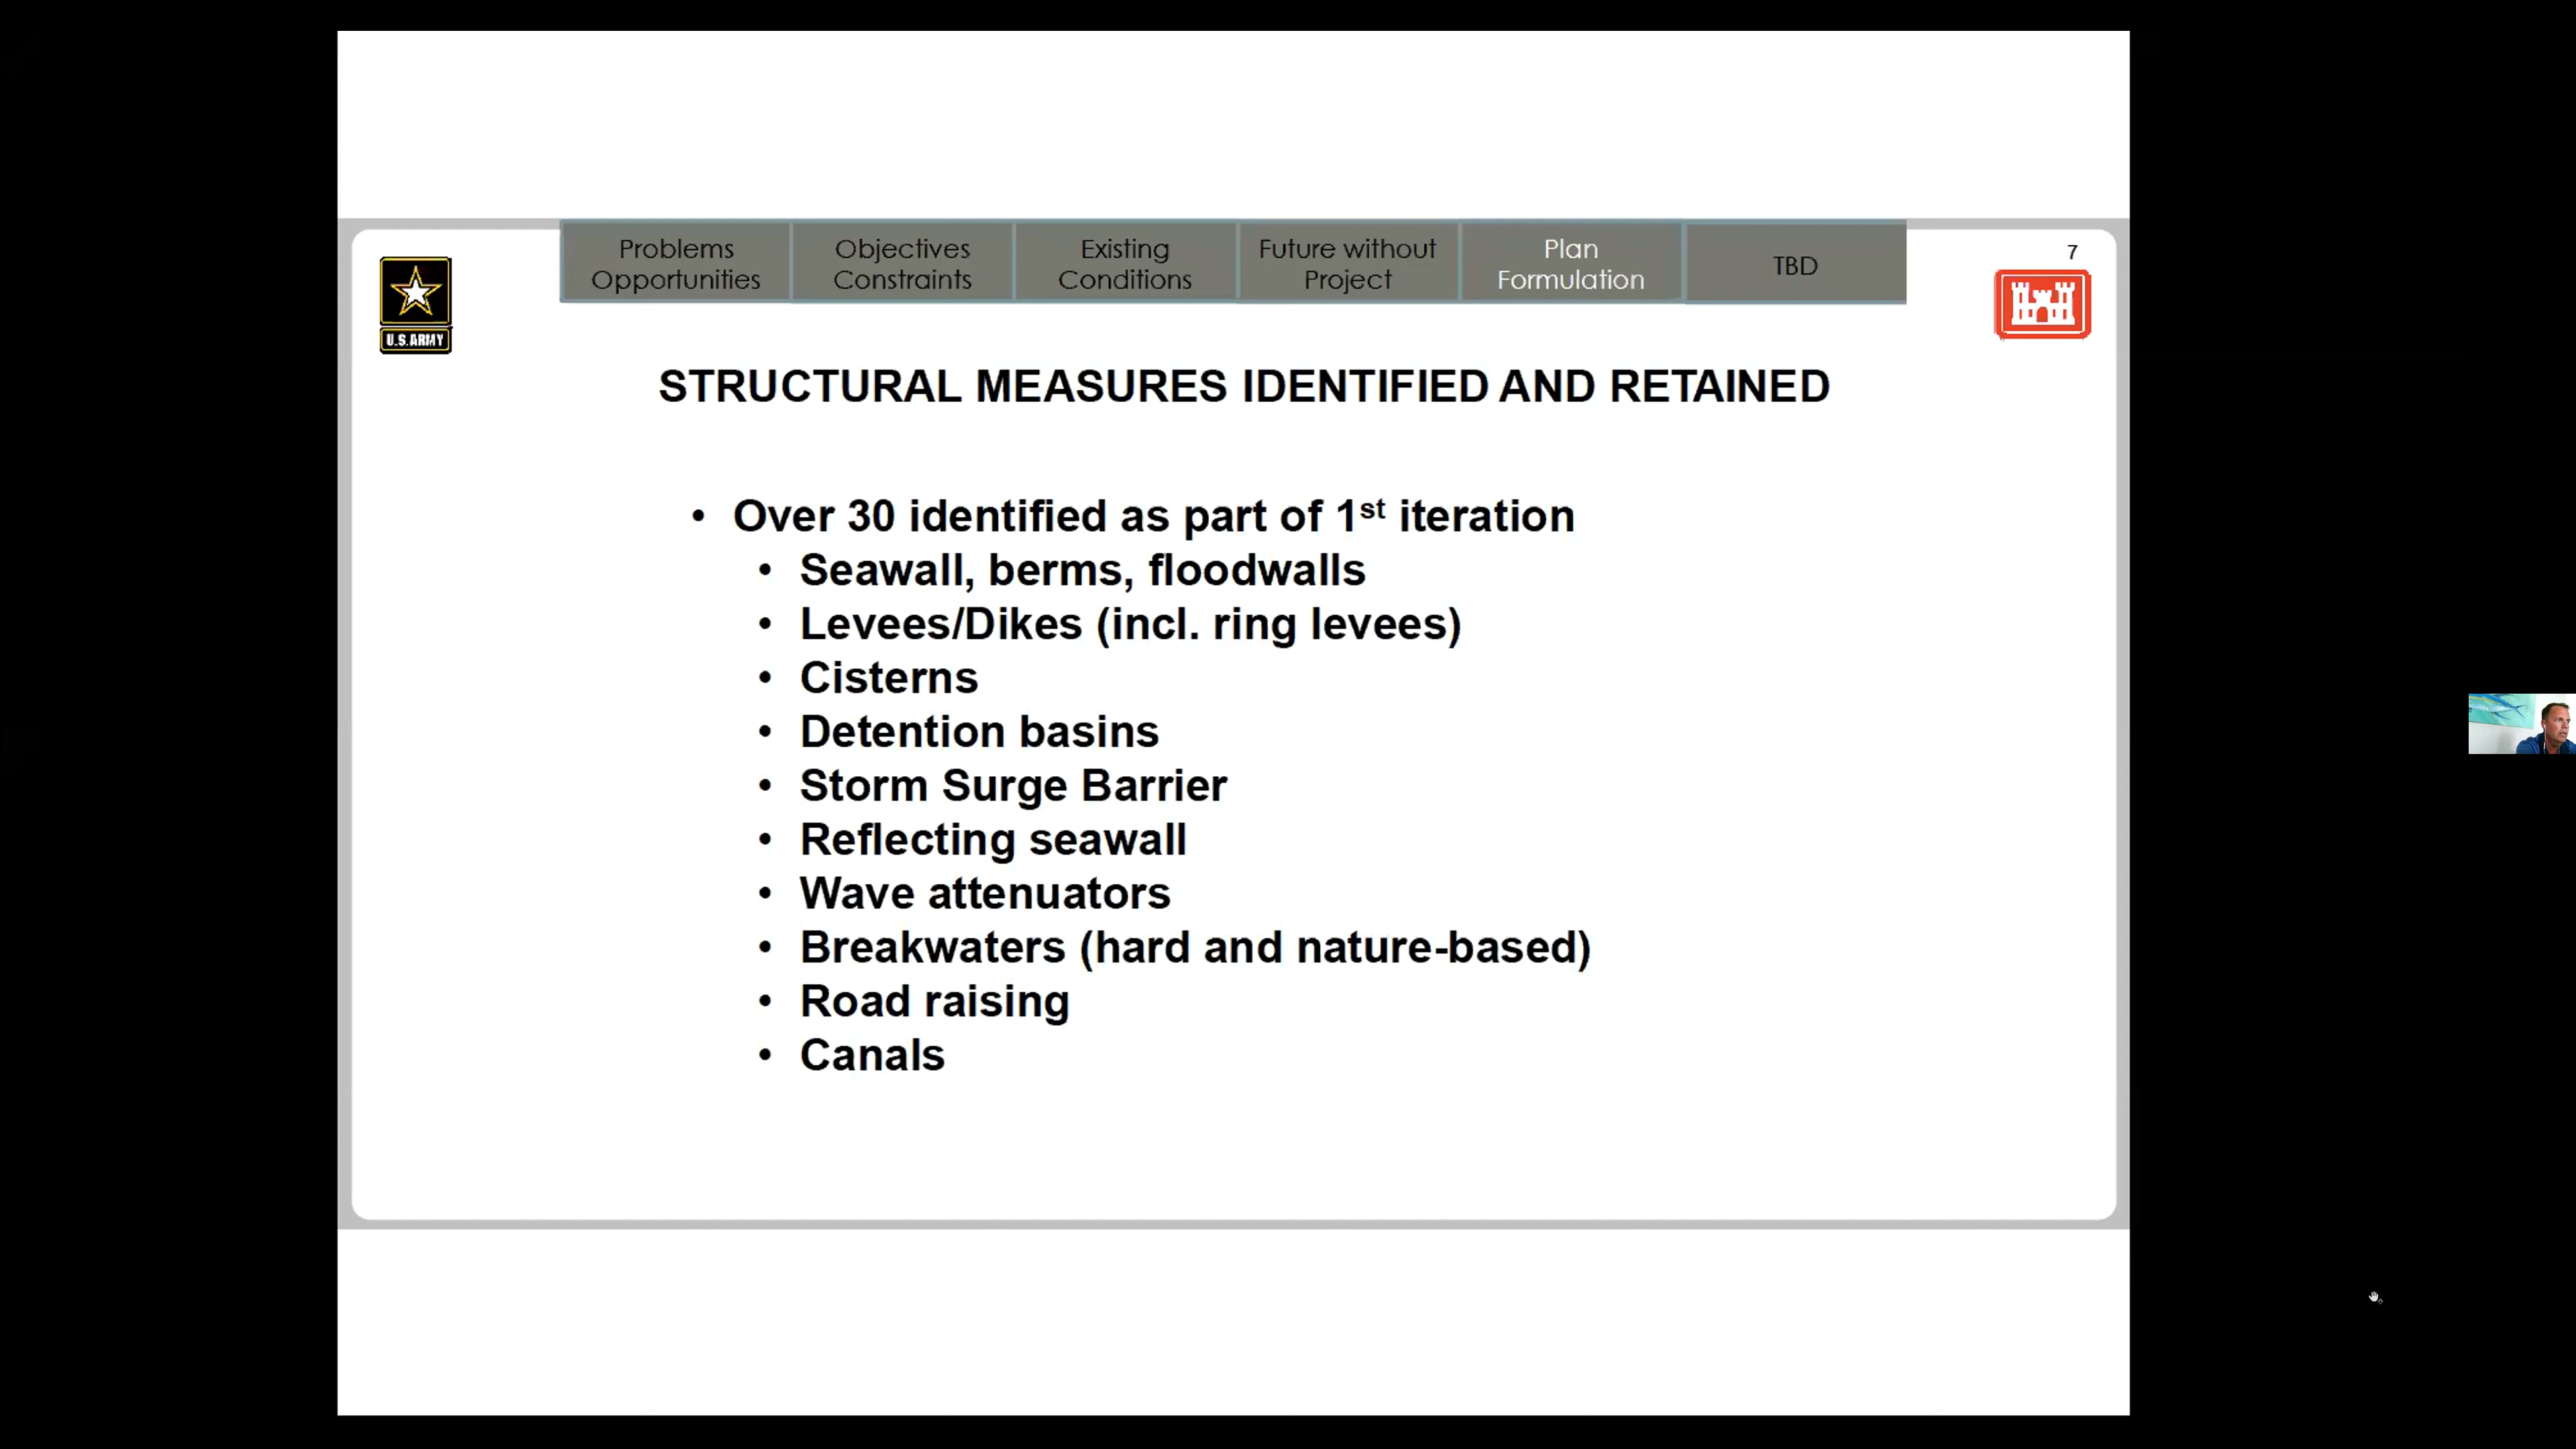 Problems
Opportunities
Objectives
Constraints
Existing
Conditions
Future without
Project
Plan
Formulation
TBD
7
U.S.ARMY
STRUCTURAL MEASURES IDENTIFIED AND RETAINED
• Over 30 identified as part of 1st iteration
• Seawall, berms, floodwalls
• Levees/Dikes (incl. ring levees)
• Cisterns
• Detention basins
• Storm Surge Barrier
• Reflecting seawall
• Wave attenuators
• Breakwaters (hard and nature-based)
• Road raising
• Canals